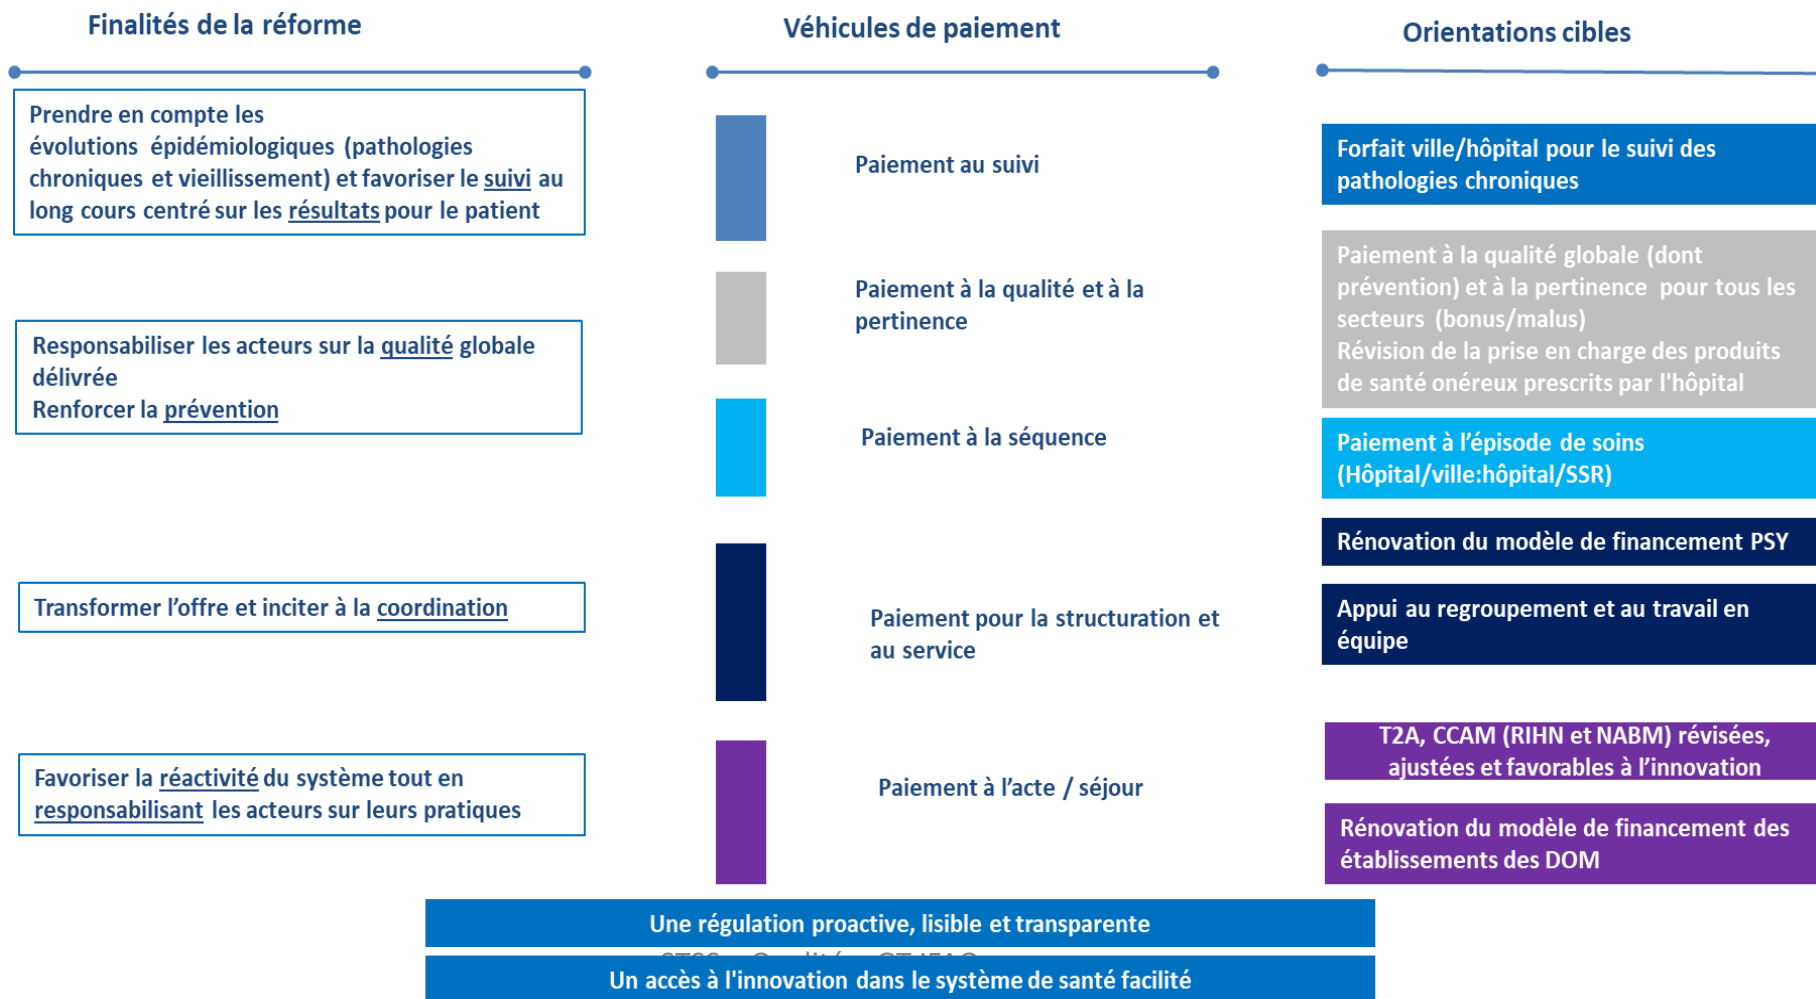 Finalités de la réforme
Véhicules de paiement
Orientations cibles
Prendre en compte les
évolutions épidémiologiques (pathologies
chroniques et vieillissement) et favoriser le suivi au
long cours centré sur les résultats pour le patient
Responsabiliser les acteurs sur la qualité globale
délivrée
Renforcer la prévention
Transformer l’offre et inciter à la coordination
Favoriser la réactivité du système tout en
responsabilisant les acteurs sur leurs pratiques
Paiement au suivi
Paiement à la qualité et à la
pertinence
Paiement à la séquence
Paiement pour la structuration et
au service
Paiement à l’acte / séjour
Forfait ville/hôpital pour le suivi des
pathologies chroniques
Paiement à la qualité globale (dont
prévention) et à la pertinence pour tous les
secteurs (bonus/malus)
Révision de la prise en charge des produits
de santé onéreux prescrits par l'hôpital
Paiement à l’épisode de soins
(Hôpital/ville:hôpital/SSR)
Rénovation du modèle de financement PSY
Appui au regroupement et au travail en
équipe
T2A, CCAM (RIHN et NABM) révisées,
ajustées et favorables à l’innovation
Rénovation du modèle de financement des
établissements des DOM
Une régulation proactive, lisible et transparente
Un accès à l'innovation dans le système de santé facilité